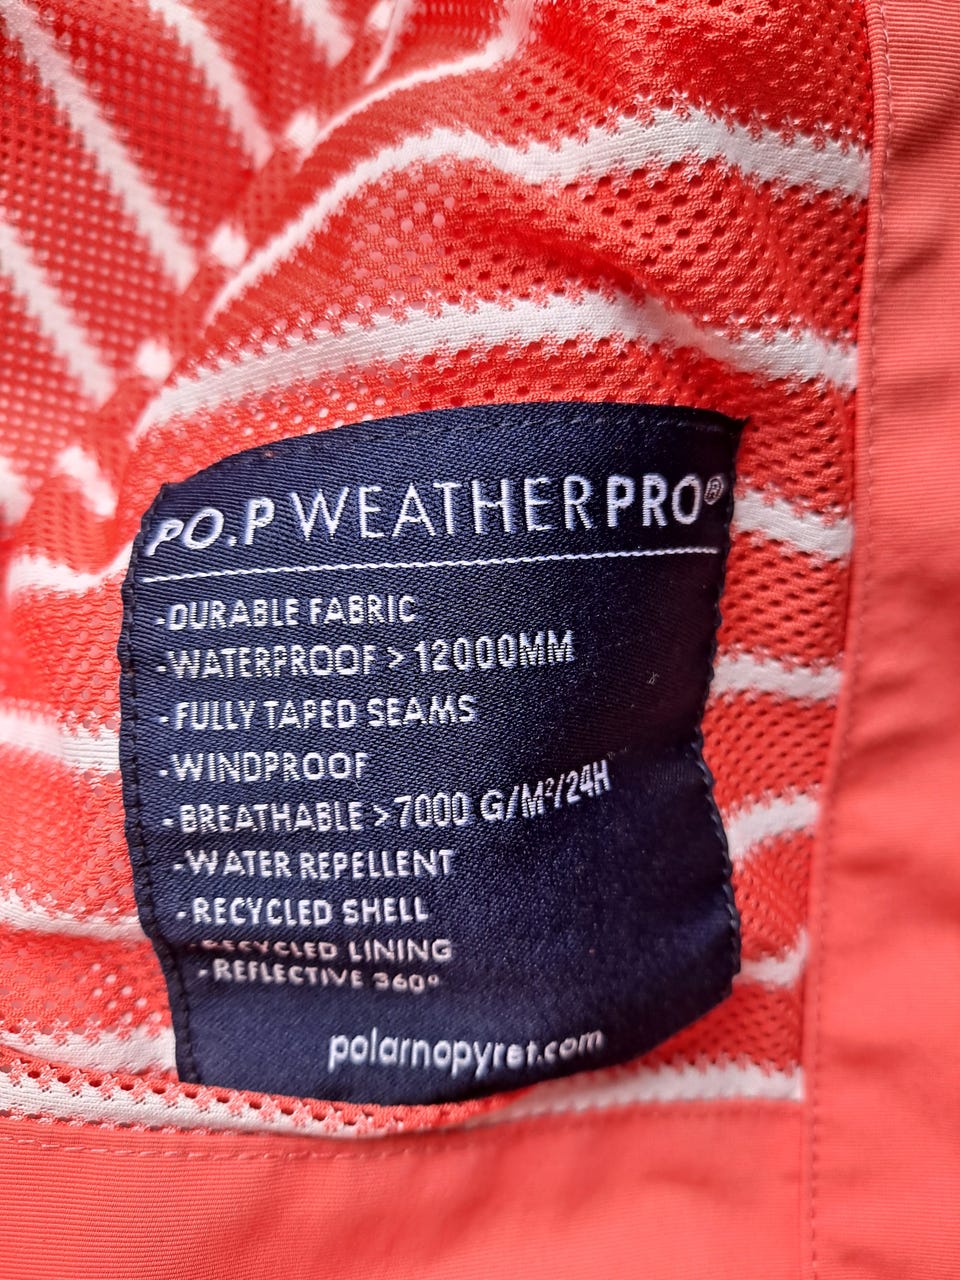 PO.P WEATHERPRO®
-DURABLE FABRIC
-WATERPROOF > 12000MM
-FULLY TAPED SEAMS
-WINDPROOF
-BREATHABLE >7000 G/M²/24H
-WATER REPELLENT
-RECYCLED SHELL
-RECYCLED LINING
-REFLECTIVE 360°
polarnopyret.com